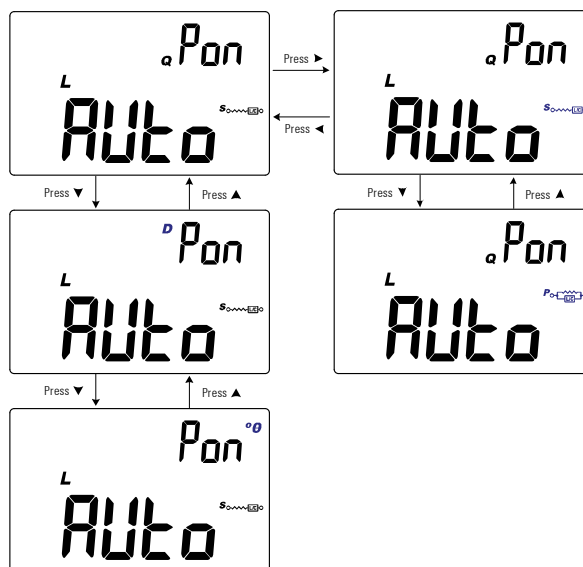 Q Pon
L
S L/C
AUto
Press ►
Press ◄
Q Pon
L
S L/C
AUto
Press ▼
Press ▲
Press ▼
Press ▲
D Pon
L
S L/C
AUto
Q Pon
L
P L/C
AUto
Press ▼
Press ▲
Pon °θ
L
S L/C
AUto